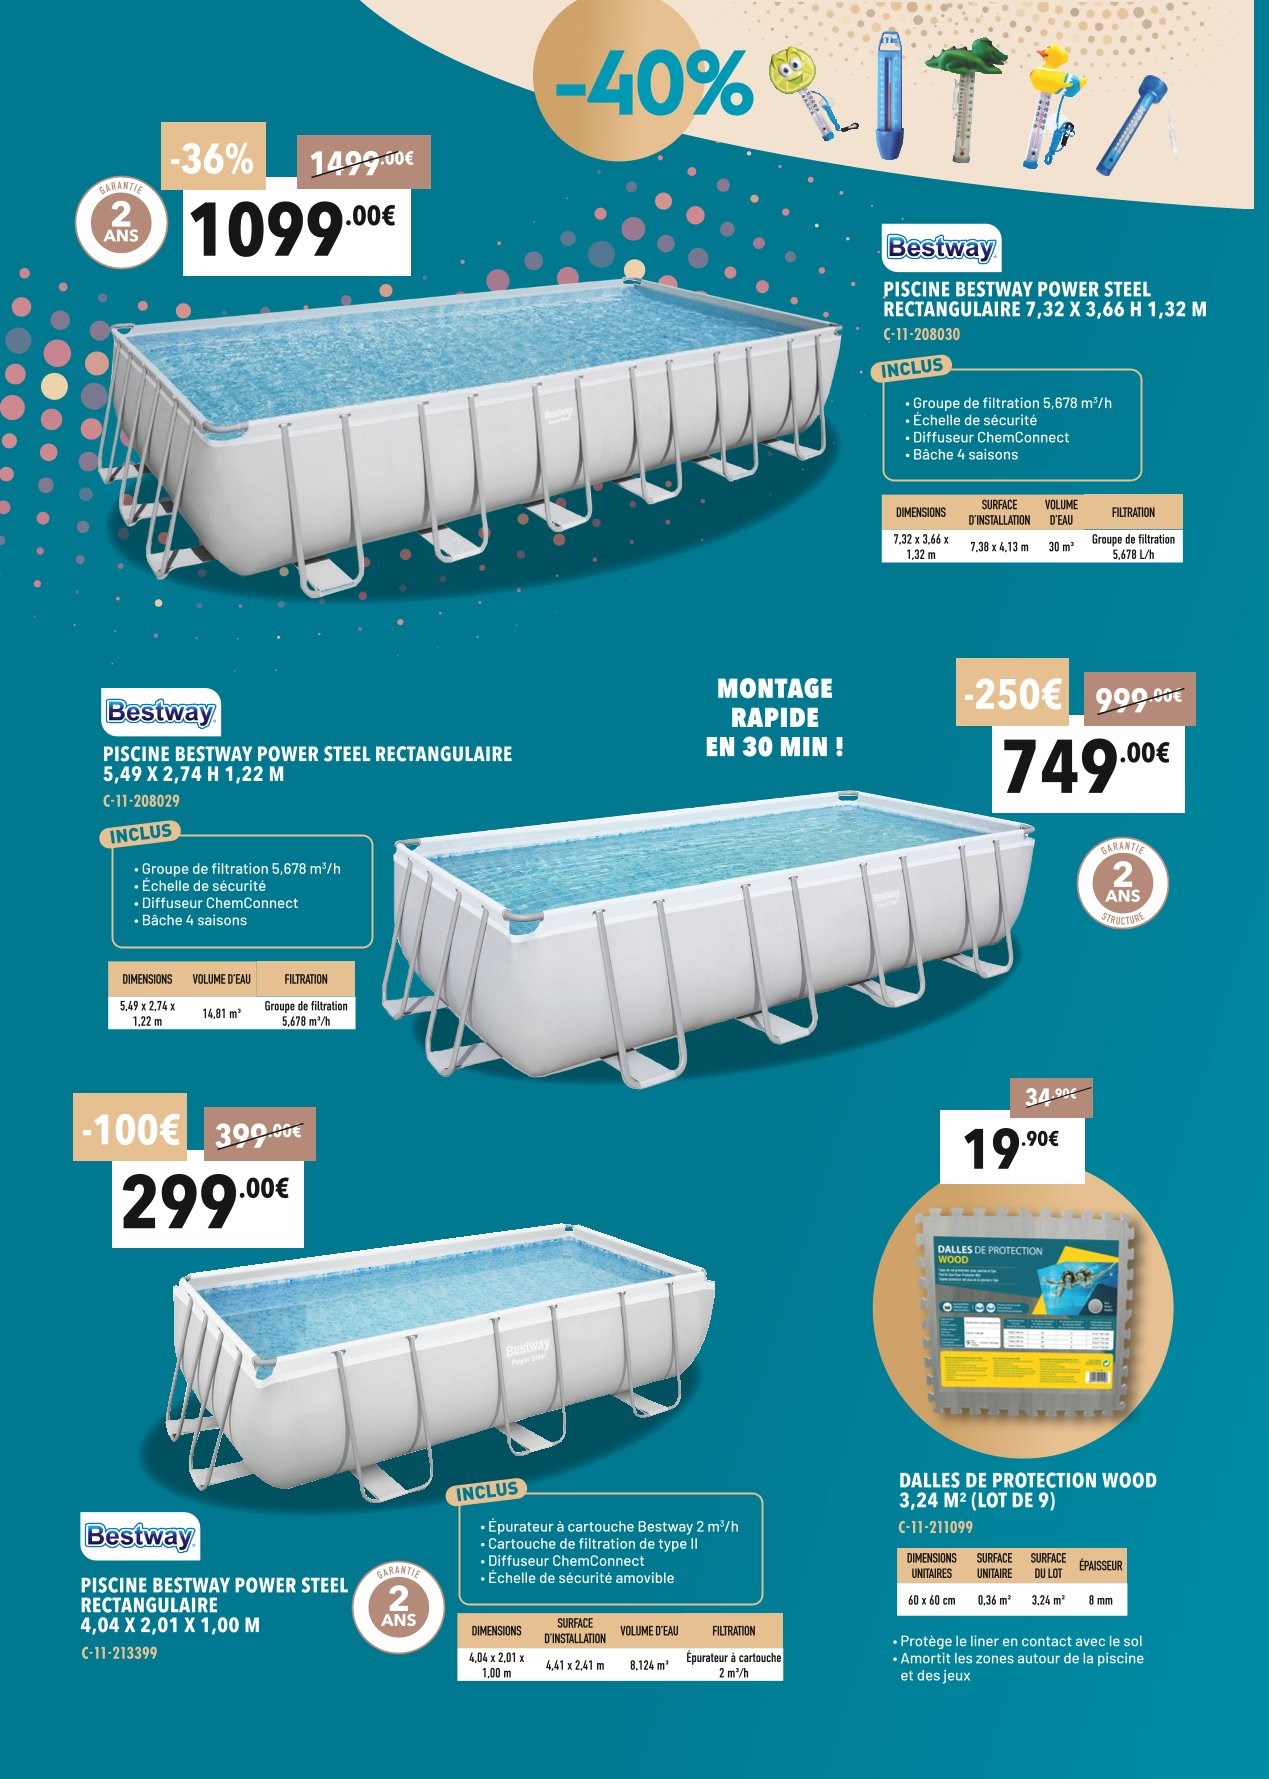 -40%
-36%
1499.00€
1099.00€
GARANTIE
2
ANS
Bestway
PISCINE BESTWAY POWER STEEL
RECTANGULAIRE 7,32 X 3,66 H 1,32 M
C-11-208030
INCLUS
• Groupe de filtration 5,678 m³/h
• Échelle de sécurité
• Diffuseur ChemConnect
• Bâche 4 saisons
DIMENSIONS SURFACE D'INSTALLATION VOLUME D'EAU FILTRATION
7,32 x 3,66 x 1,32 m 7,38 x 4,13 m 30 m³ Groupe de filtration 5,678 L/h
Bestway
Bestway
PISCINE BESTWAY POWER STEEL RECTANGULAIRE
5,49 X 2,74 H 1,22 M
C-11-208029
INCLUS
• Groupe de filtration 5,678 m³/h
• Échelle de sécurité
• Diffuseur ChemConnect
• Bâche 4 saisons
DIMENSIONS VOLUME D'EAU FILTRATION
5,49 x 2,74 x 1,22 m 14,81 m³ Groupe de filtration 5,678 m³/h
MONTAGE
RAPIDE
EN 30 MIN !
-250€
999.00€
749.00€
GARANTIE
2
ANS
STRUCTURE
Bestway
-100€
399.00€
299.00€
Bestway
Power Steel
Bestway
PISCINE BESTWAY POWER STEEL
RECTANGULAIRE
4,04 X 2,01 X 1,00 M
C-11-213399
GARANTIE
2
ANS
INCLUS
• Épurateur à cartouche Bestway 2 m³/h
• Cartouche de filtration de type II
• Diffuseur ChemConnect
• Échelle de sécurité amovible
DIMENSIONS SURFACE D'INSTALLATION VOLUME D'EAU FILTRATION
4,04 x 2,01 x 1,00 m 4,41 x 2,41 m 8,124 m³ Épurateur à cartouche 2 m³/h
34.90€
19.90€
DALLES DE PROTECTION
WOOD
DALLES DE PROTECTION WOOD
3,24 M² (LOT DE 9)
C-11-211099
DIMENSIONS UNITAIRES SURFACE UNITAIRE SURFACE DU LOT ÉPAISSEUR
60 x 60 cm 0,36 m² 3,24 m² 8 mm
• Protège le liner en contact avec le sol
• Amortit les zones autour de la piscine
et des jeux